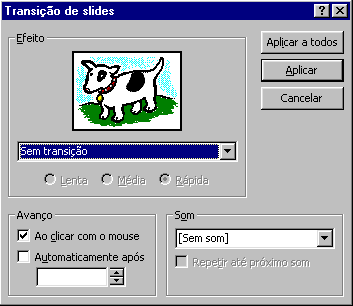 Transição de slides
Efeito
Aplicar a todos
Aplicar
Cancelar
Sem transição
Lenta Média Rápida
Avanço
Ao clicar com o mouse
Automaticamente após
Som
[Sem som]
Repetir até próximo som